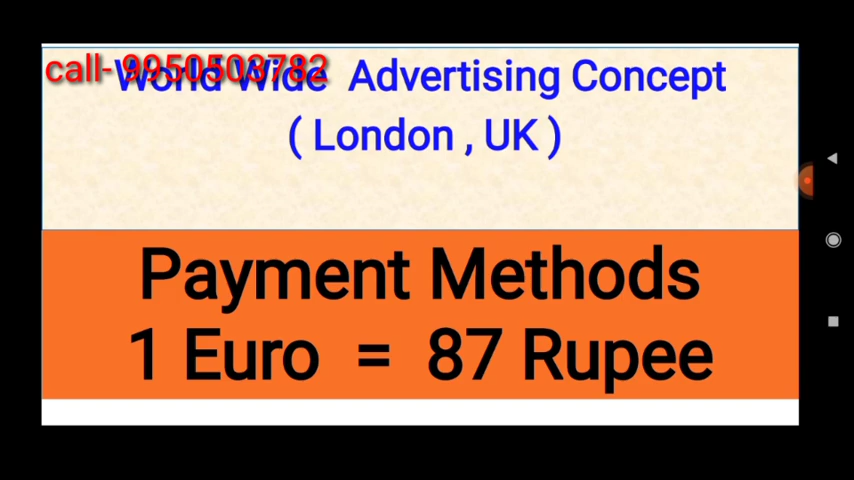 call- 9950503782
World Wide Advertising Concept
( London , UK )
Payment Methods
1 Euro = 87 Rupee